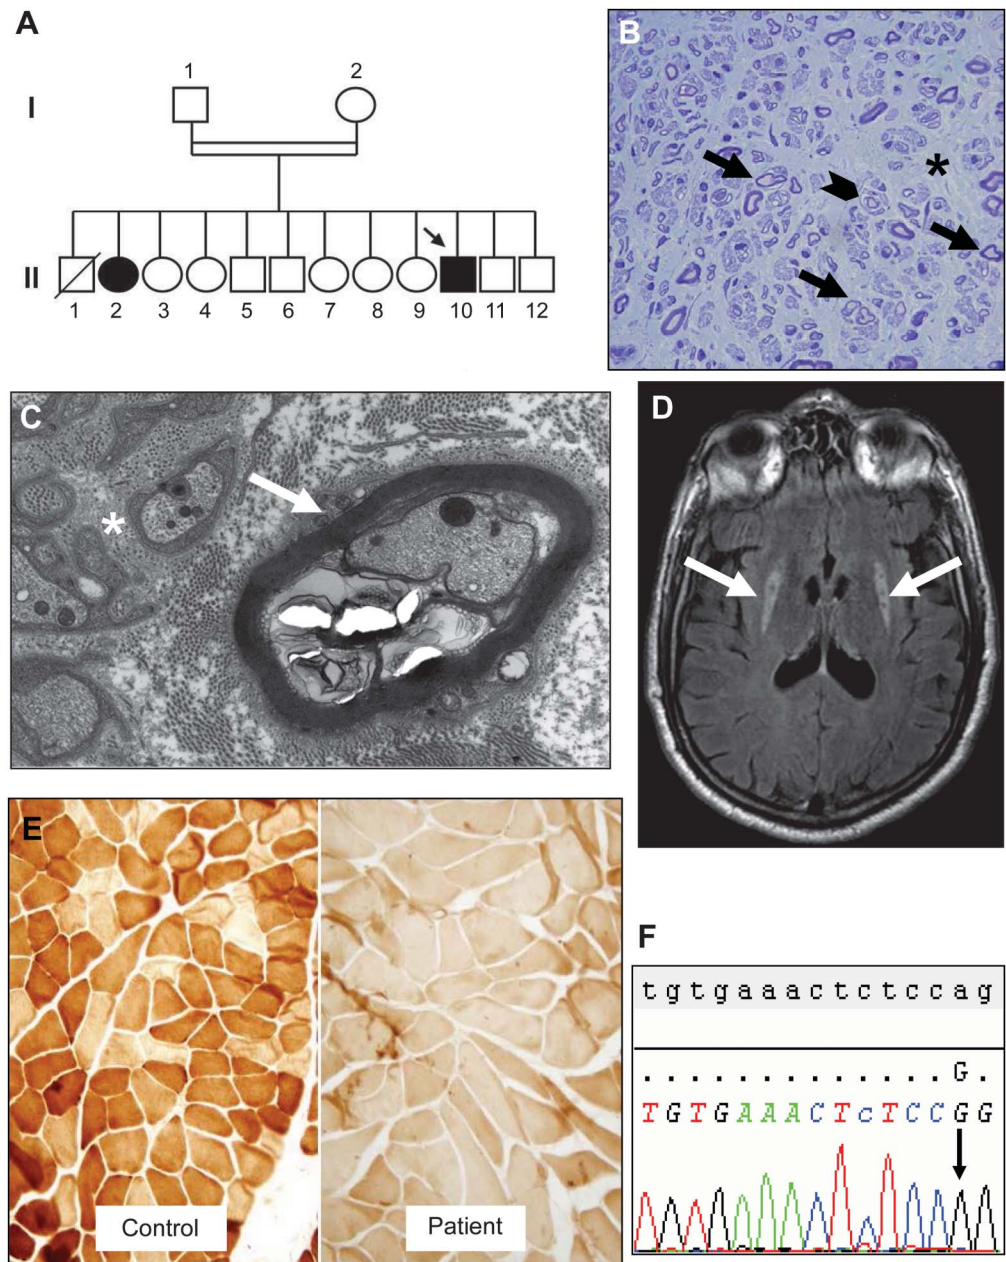 A
B
1 2
I
*
II
1 2 3 4 5 6 7 8 9 10 11 12
C
*
D
E
Control
Patient
F
tgtgaaactctccag
. . . . . . . . . . . . . G .
TGTGAAACTcTCCGG